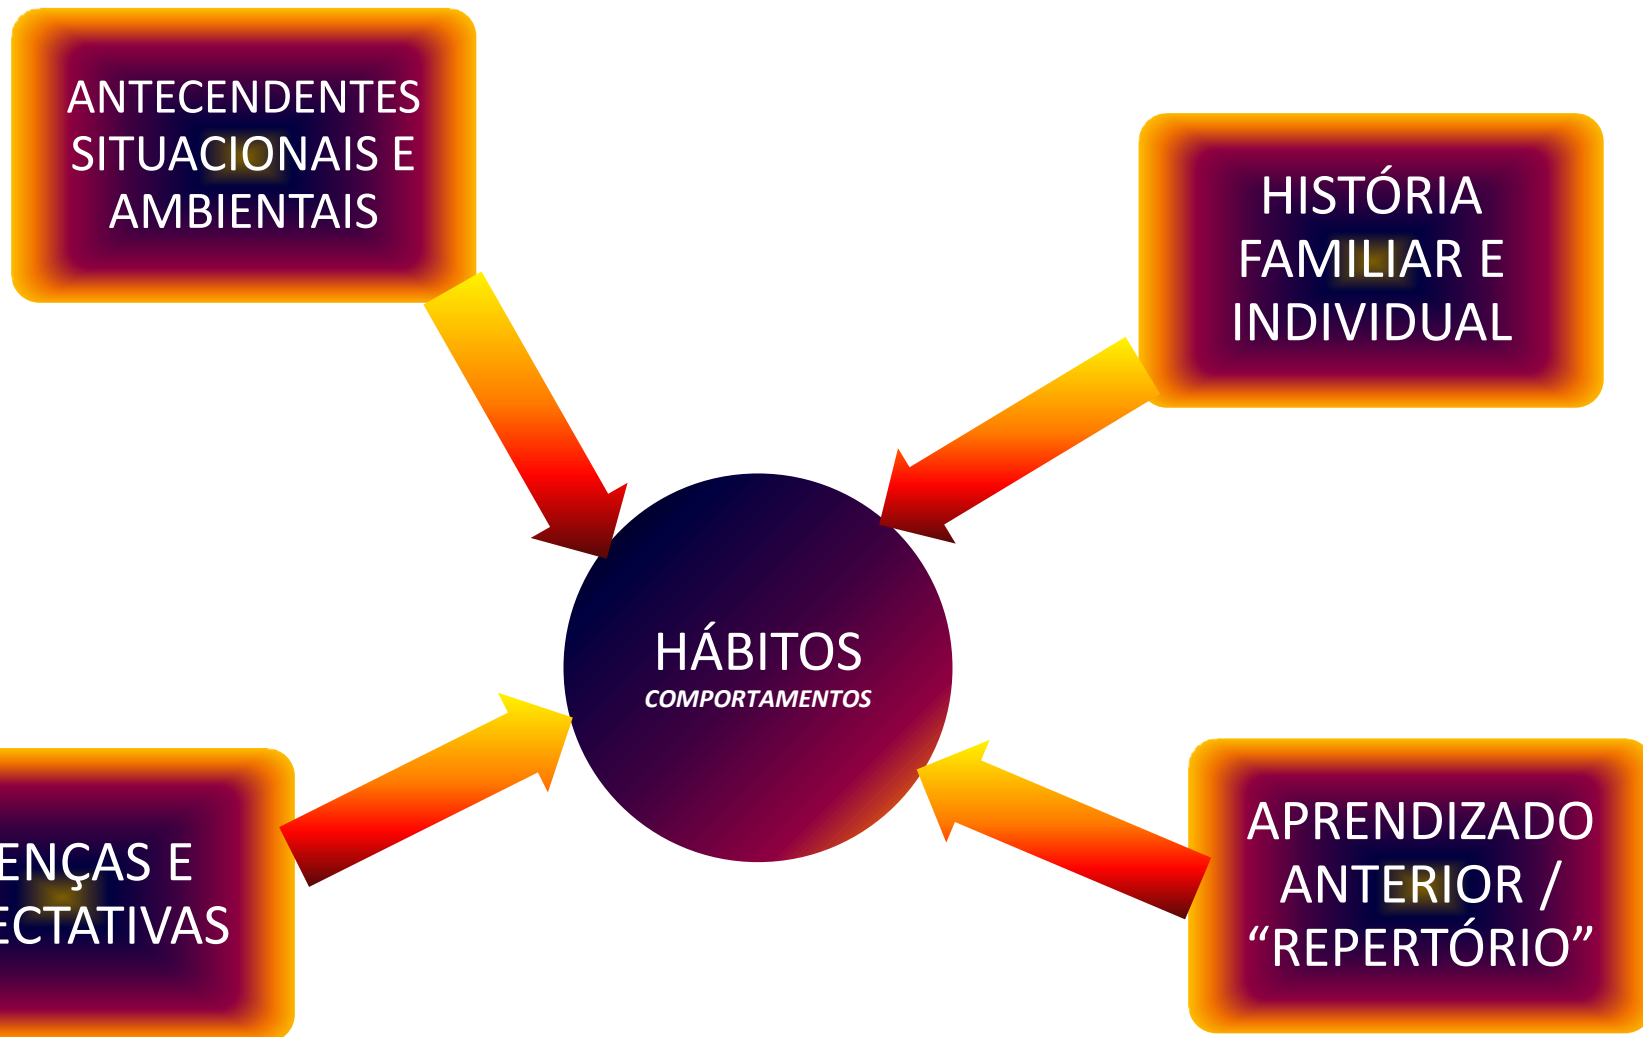 ANTECENDENTES
SITUACIONAIS E
AMBIENTAIS
HISTÓRIA
FAMILIAR E
INDIVIDUAL
HÁBITOS
COMPORTAMENTOS
ENÇAS E
ECTATIVAS
APRENDIZADO
ANTERIOR /
“REPERTÓRIO”